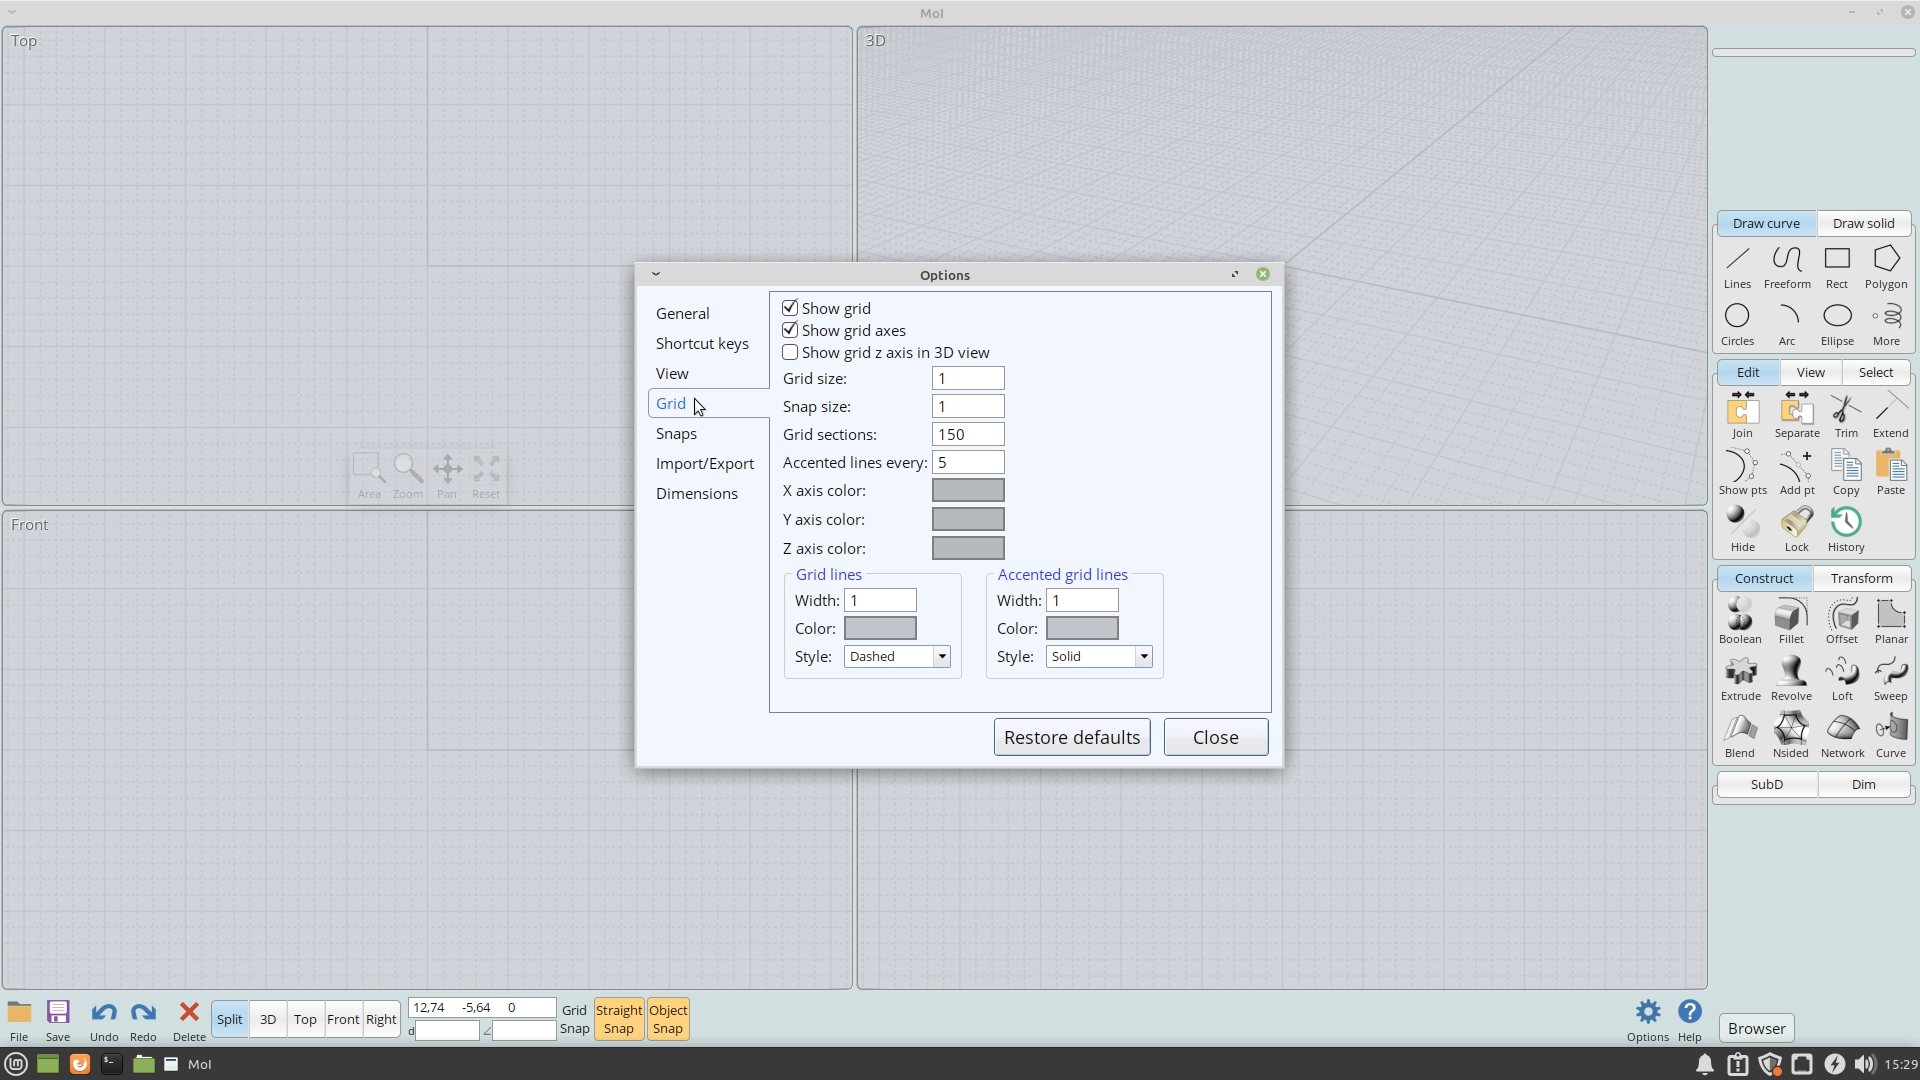 MoI
Top
3D
Front
Area Zoom Pan Reset
Options
General
Shortcut keys
View
Grid
Snaps
Import/Export
Dimensions
Show grid
Show grid axes
Show grid z axis in 3D view
Grid size: 1
Snap size: 1
Grid sections: 150
Accented lines every: 5
X axis color:
Y axis color:
Z axis color:
Grid lines
Width: 1
Color:
Style: Dashed
Accented grid lines
Width: 1
Color:
Style: Solid
Restore defaults Close
Draw curve Draw solid
Lines Freeform Rect Polygon
Circles Arc Ellipse More
Edit View Select
Join Separate Trim Extend
Show pts Add pt Copy Paste
Hide Lock History
Construct Transform
Boolean Fillet Offset Planar
Extrude Revolve Loft Sweep
Blend Nsided Network Curve
SubD Dim
File Save Undo Redo Delete
Split 3D Top Front Right
12,74 -5,64 0
d
Grid
Snap
Straight
Snap
Object
Snap
Options Help
Browser
MoI
15:29